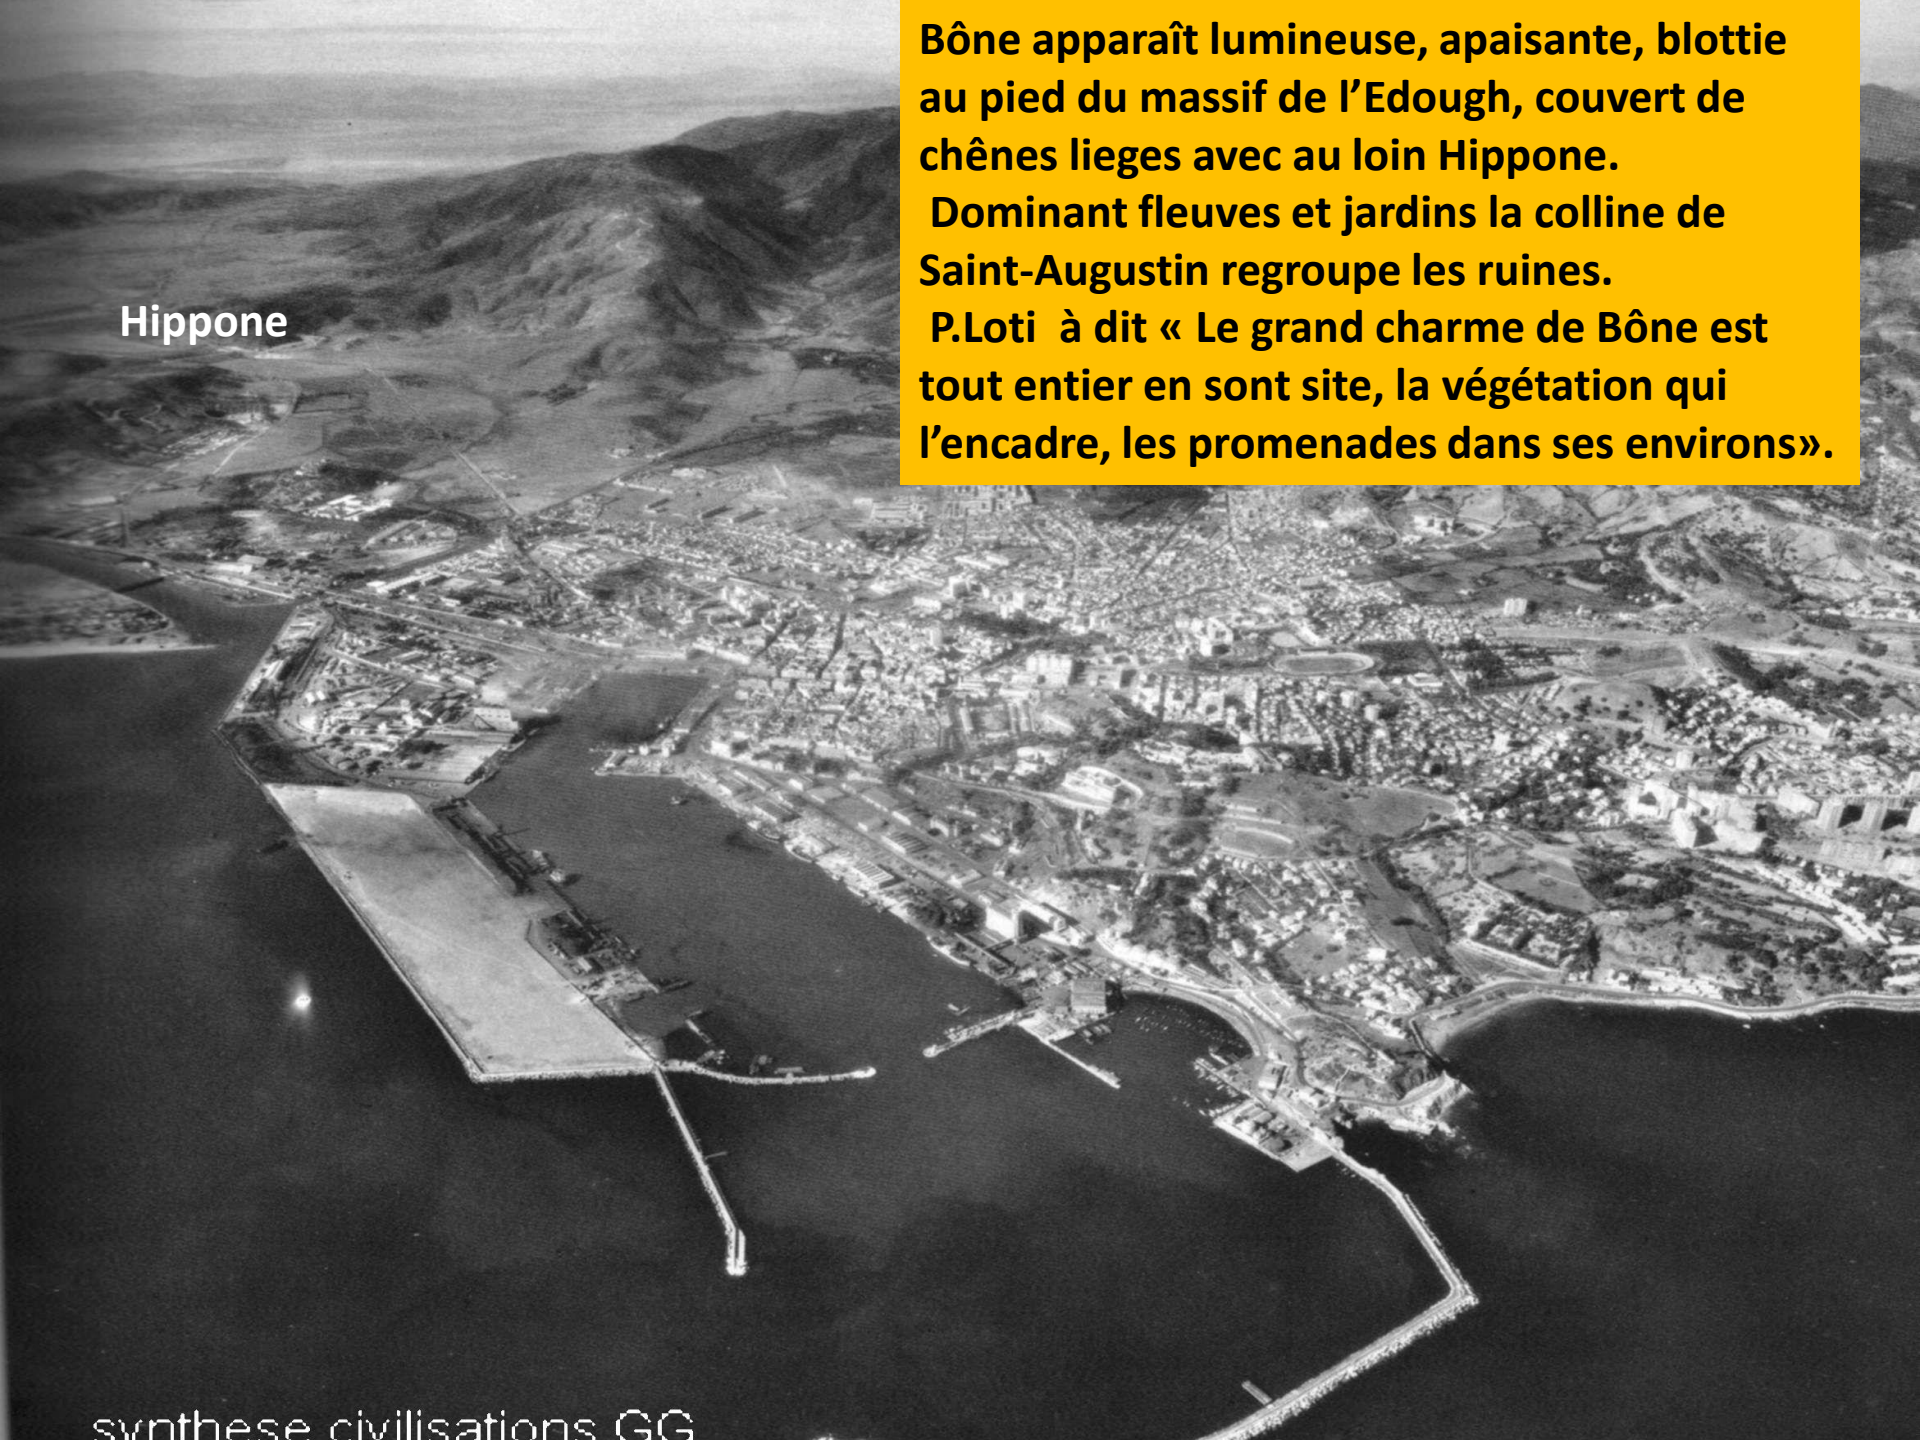 Bône apparaît lumineuse, apaisante, blottie
au pied du massif de l’Edough, couvert de
chênes lieges avec au loin Hippone.
Dominant fleuves et jardins la colline de
Saint-Augustin regroupe les ruines.
P.Loti à dit « Le grand charme de Bône est
tout entier en sont site, la végétation qui
l’encadre, les promenades dans ses environs».
Hippone
synthese civilisations GG